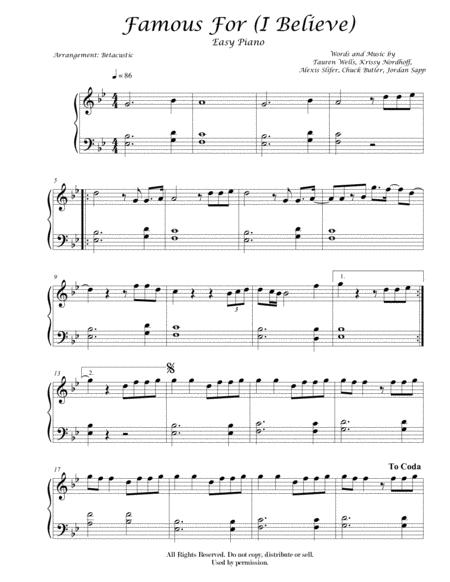 Famous For (I Believe)
Easy Piano
Arrangement: Betacustic
Words and Music by
Tauren Wells, Krissy Nordhoff,
Alexis Slifer, Chuck Butler, Jordan Sapp
= 86
5
9
1.
13
17
To Coda
All Rights Reserved. Do not copy, distribute or sell.
Used by permission.